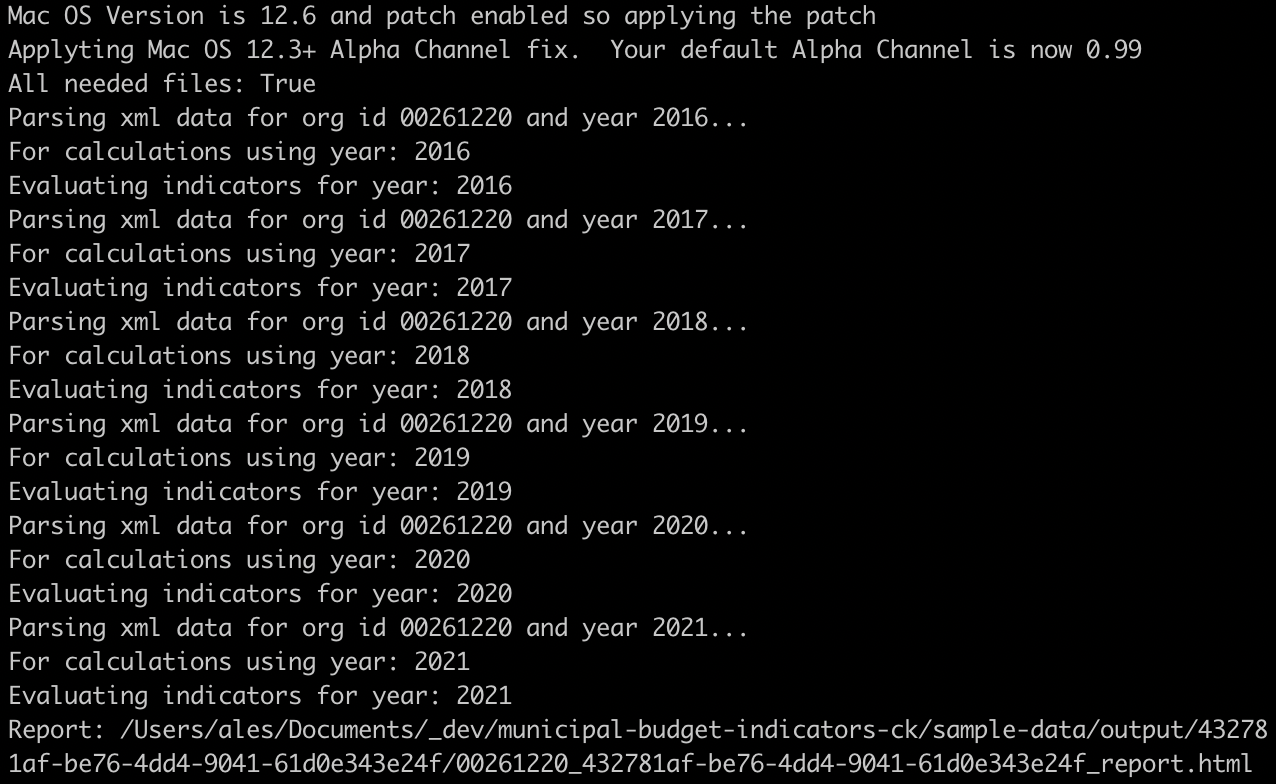 Mac OS Version is 12.6 and patch enabled so applying the patch
Applyting Mac OS 12.3+ Alpha Channel fix.  Your default Alpha Channel is now 0.99
All needed files: True
Parsing xml data for org id 00261220 and year 2016...
For calculations using year: 2016
Evaluating indicators for year: 2016
Parsing xml data for org id 00261220 and year 2017...
For calculations using year: 2017
Evaluating indicators for year: 2017
Parsing xml data for org id 00261220 and year 2018...
For calculations using year: 2018
Evaluating indicators for year: 2018
Parsing xml data for org id 00261220 and year 2019...
For calculations using year: 2019
Evaluating indicators for year: 2019
Parsing xml data for org id 00261220 and year 2020...
For calculations using year: 2020
Evaluating indicators for year: 2020
Parsing xml data for org id 00261220 and year 2021...
For calculations using year: 2021
Evaluating indicators for year: 2021
Report: /Users/ales/Documents/_dev/municipal-budget-indicators-ck/sample-data/output/43278
1af-be76-4dd4-9041-61d0e343e24f/00261220_432781af-be76-4dd4-9041-61d0e343e24f_report.html